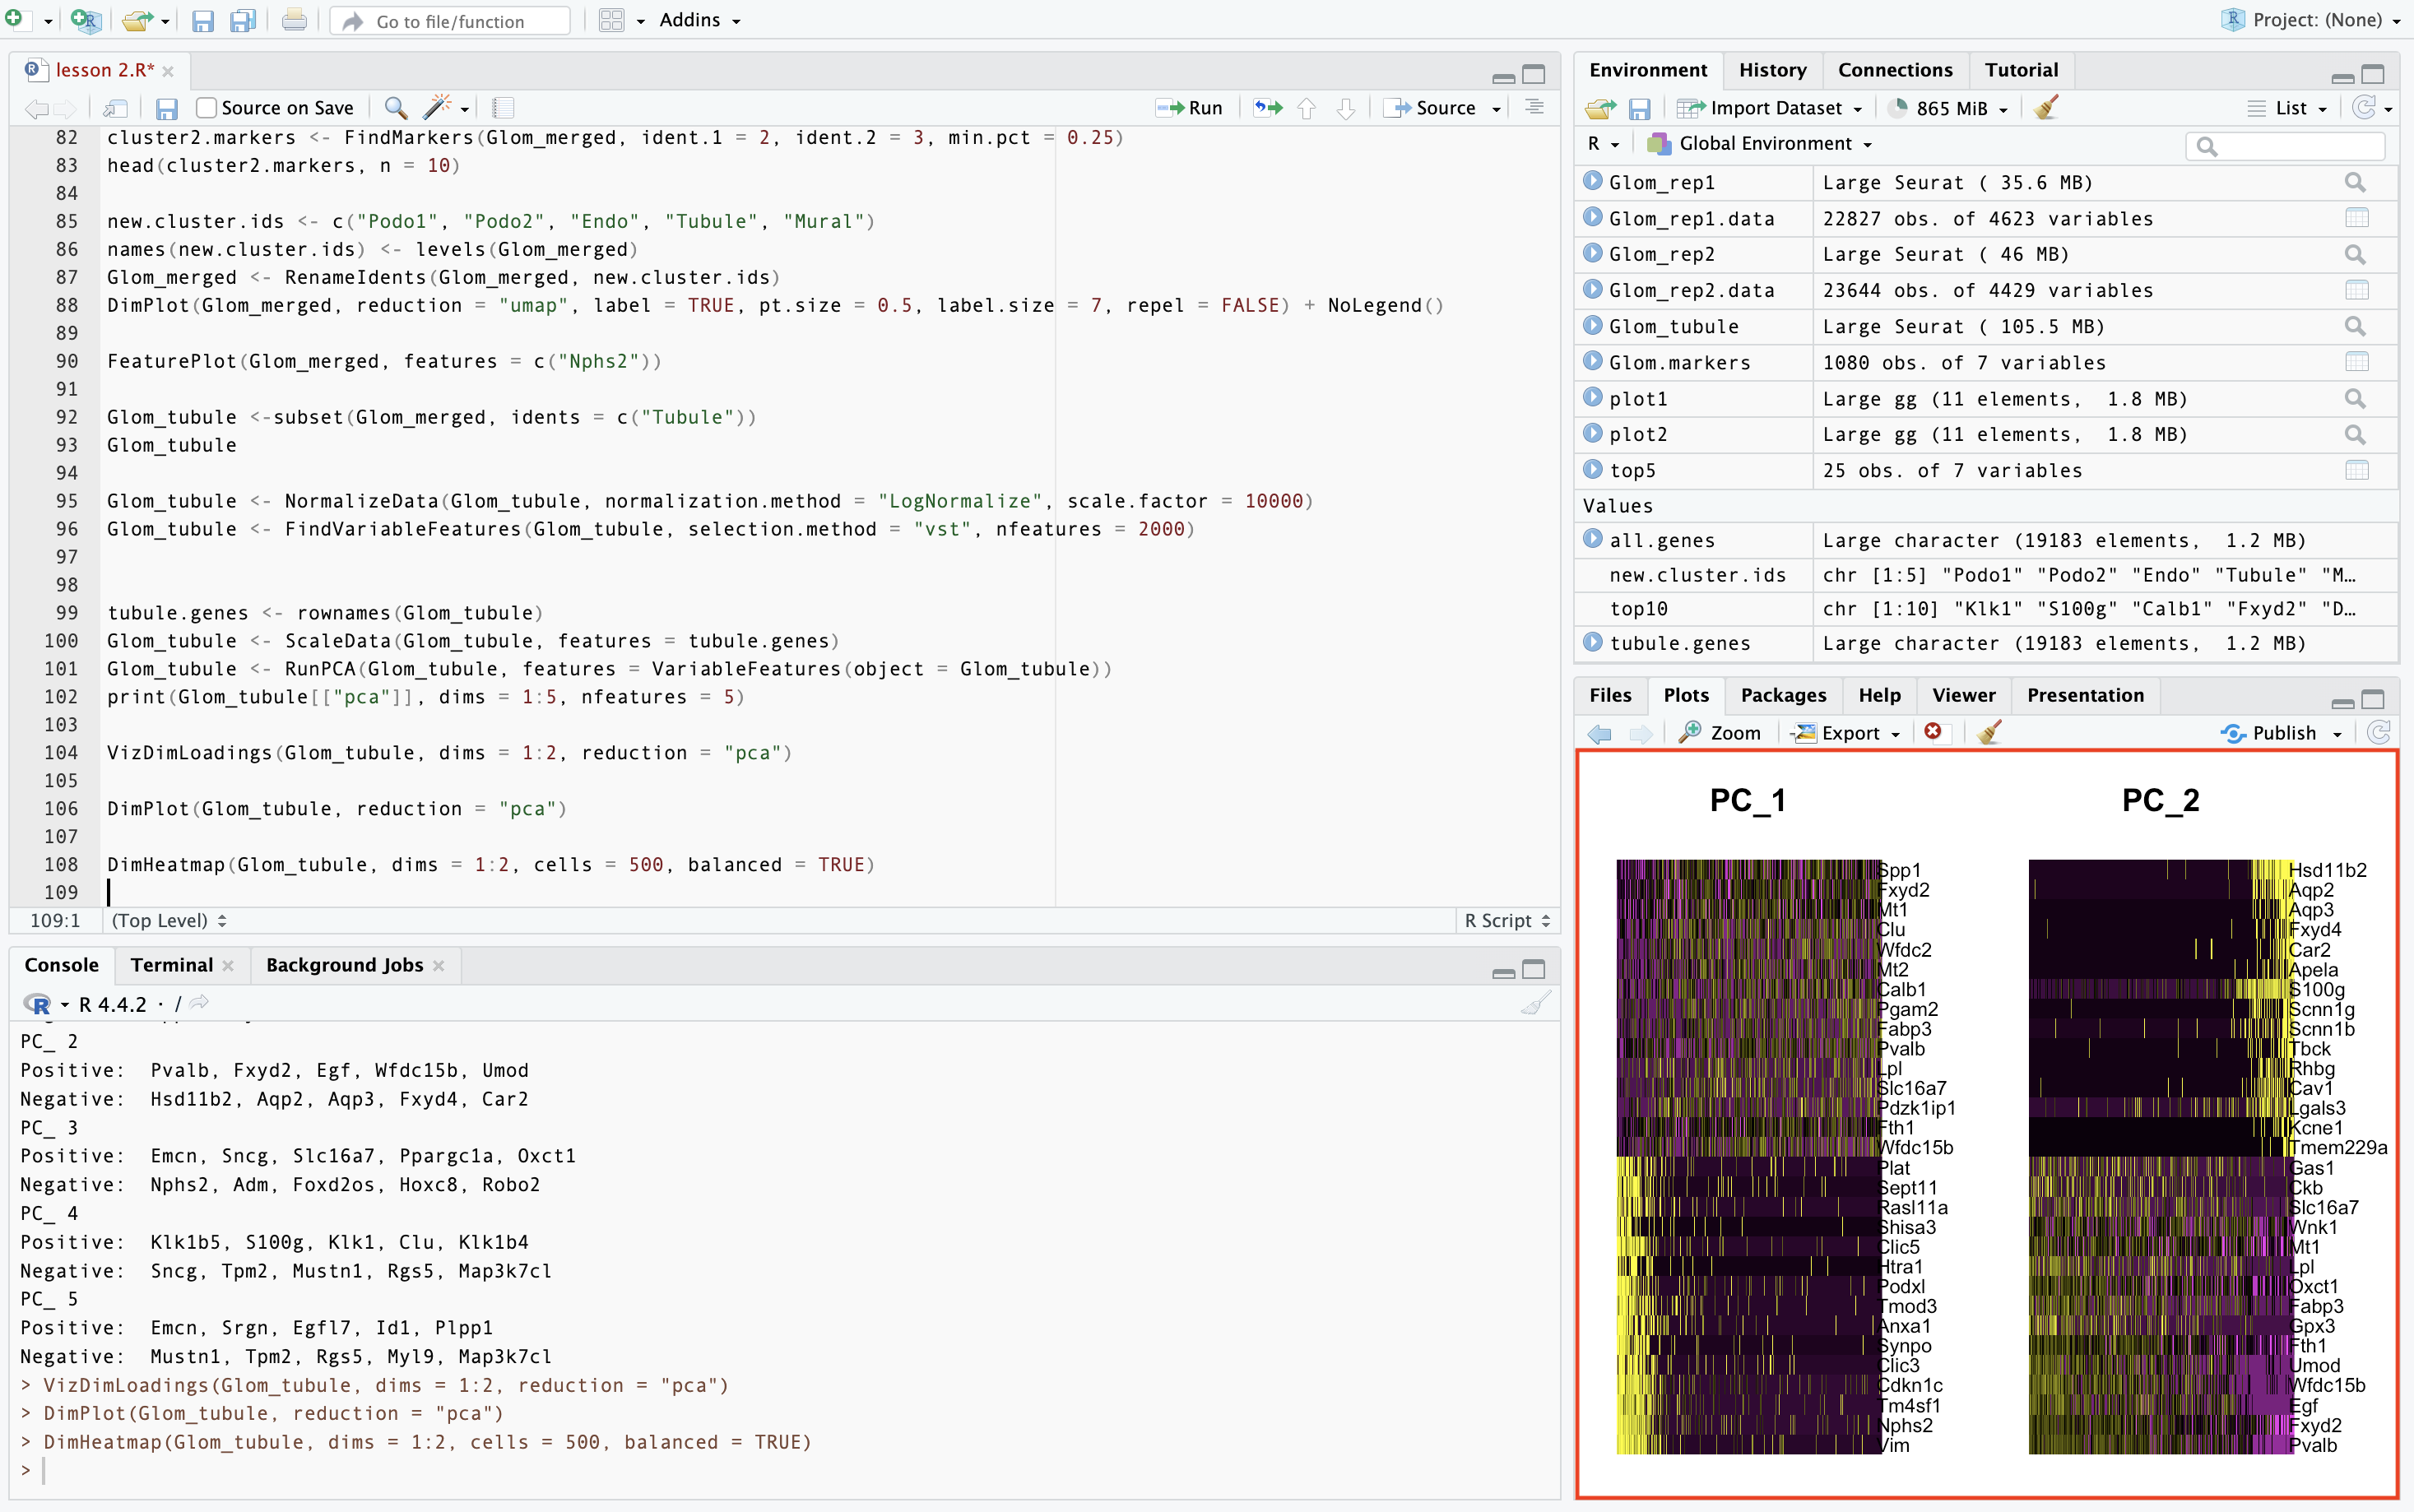 Go to file/function
Addins
Project: (None)
lesson 2.R*
Source on Save
Run
Source
82 cluster2.markers <- FindMarkers(Glom_merged, ident.1 = 2, ident.2 = 3, min.pct = 0.25)
83 head(cluster2.markers, n = 10)
84
85 new.cluster.ids <- c("Podo1", "Podo2", "Endo", "Tubule", "Mural")
86 names(new.cluster.ids) <- levels(Glom_merged)
87 Glom_merged <- RenameIdents(Glom_merged, new.cluster.ids)
88 DimPlot(Glom_merged, reduction = "umap", label = TRUE, pt.size = 0.5, label.size = 7, repel = FALSE) + NoLegend()
89
90 FeaturePlot(Glom_merged, features = c("Nphs2"))
91
92 Glom_tubule <-subset(Glom_merged, idents = c("Tubule"))
93 Glom_tubule
94
95 Glom_tubule <- NormalizeData(Glom_tubule, normalization.method = "LogNormalize", scale.factor = 10000)
96 Glom_tubule <- FindVariableFeatures(Glom_tubule, selection.method = "vst", nfeatures = 2000)
97
98
99 tubule.genes <- rownames(Glom_tubule)
100 Glom_tubule <- ScaleData(Glom_tubule, features = tubule.genes)
101 Glom_tubule <- RunPCA(Glom_tubule, features = VariableFeatures(object = Glom_tubule))
102 print(Glom_tubule[["pca"]], dims = 1:5, nfeatures = 5)
103
104 VizDimLoadings(Glom_tubule, dims = 1:2, reduction = "pca")
105
106 DimPlot(Glom_tubule, reduction = "pca")
107
108 DimHeatmap(Glom_tubule, dims = 1:2, cells = 500, balanced = TRUE)
109
109:1 (Top Level) R Script
Console Terminal Background Jobs
R 4.4.2 · /
PC_ 2
Positive: Pvalb, Fxyd2, Egf, Wfdc15b, Umod
Negative: Hsd11b2, Aqp2, Aqp3, Fxyd4, Car2
PC_ 3
Positive: Emcn, Sncg, Slc16a7, Ppargc1a, Oxct1
Negative: Nphs2, Adm, Foxd2os, Hoxc8, Robo2
PC_ 4
Positive: Klk1b5, S100g, Klk1, Clu, Klk1b4
Negative: Sncg, Tpm2, Mustn1, Rgs5, Map3k7cl
PC_ 5
Positive: Emcn, Srgn, Egfl7, Id1, Plpp1
Negative: Mustn1, Tpm2, Rgs5, Myl9, Map3k7cl
> VizDimLoadings(Glom_tubule, dims = 1:2, reduction = "pca")
> DimPlot(Glom_tubule, reduction = "pca")
> DimHeatmap(Glom_tubule, dims = 1:2, cells = 500, balanced = TRUE)
>
Environment History Connections Tutorial
Import Dataset 865 MiB List
R Global Environment
Glom_rep1 Large Seurat ( 35.6 MB)
Glom_rep1.data 22827 obs. of 4623 variables
Glom_rep2 Large Seurat ( 46 MB)
Glom_rep2.data 23644 obs. of 4429 variables
Glom_tubule Large Seurat ( 105.5 MB)
Glom.markers 1080 obs. of 7 variables
plot1 Large gg (11 elements, 1.8 MB)
plot2 Large gg (11 elements, 1.8 MB)
top5 25 obs. of 7 variables
Values
all.genes Large character (19183 elements, 1.2 MB)
new.cluster.ids chr [1:5] "Podo1" "Podo2" "Endo" "Tubule" "M…
top10 chr [1:10] "Klk1" "S100g" "Calb1" "Fxyd2" "D…
tubule.genes Large character (19183 elements, 1.2 MB)
Files Plots Packages Help Viewer Presentation
Zoom Export Publish
PC_1
Spp1
Fxyd2
Mt1
Clu
Wfdc2
Mt2
Calb1
Pgam2
Fabp3
Pvalb
Lpl
Slc16a7
Pdzk1ip1
Fth1
Wfdc15b
Plat
Sept11
Rasl11a
Shisa3
Clic5
Htra1
Podxl
Tmod3
Anxa1
Synpo
Clic3
Cdkn1c
Tm4sf1
Nphs2
Vim
PC_2
Hsd11b2
Aqp2
Aqp3
Fxyd4
Car2
Apela
S100g
Scnn1g
Scnn1b
Tbck
Rhbg
Cav1
Lgals3
Kcne1
Tmem229a
Gas1
Ckb
Slc16a7
Wnk1
Mt1
Lpl
Oxct1
Fabp3
Gpx3
Fth1
Umod
Wfdc15b
Egf
Fxyd2
Pvalb